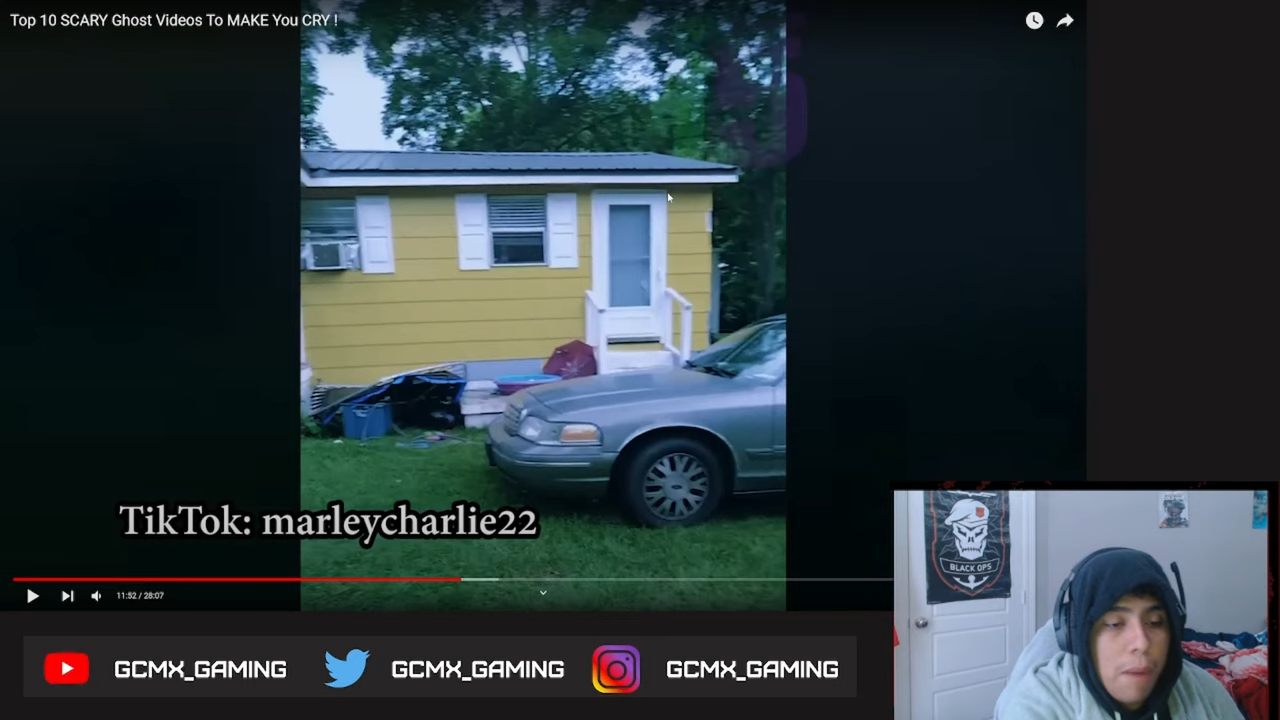 Top 10 SCARY Ghost Videos To MAKE You CRY !
TikTok: marleycharlie22
11:52 / 28:07
BLACK OPS
GCMX_GAMING
GCMX_GAMING
GCMX_GAMING